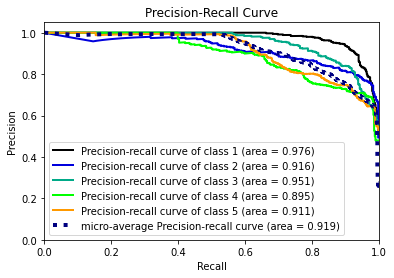 Precision-Recall Curve
1.0
0.8
0.6
0.4
0.2
0.0
Precision
Precision-recall curve of class 1 (area = 0.976)
Precision-recall curve of class 2 (area = 0.916)
Precision-recall curve of class 3 (area = 0.951)
Precision-recall curve of class 4 (area = 0.895)
Precision-recall curve of class 5 (area = 0.911)
micro-average Precision-recall curve (area = 0.919)
0.0 0.2 0.4 0.6 0.8 1.0
Recall